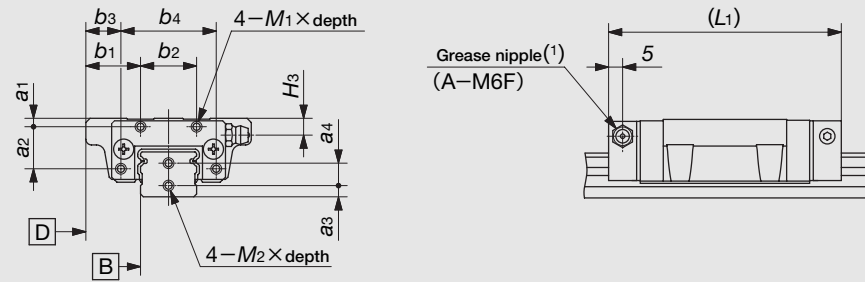 b3 b4 4−M1×depth
b1 b2
a1 a2 H3 a4 a3
D
B
4−M2×depth
(L1)
5
Grease nipple(1)
(A−M6F)